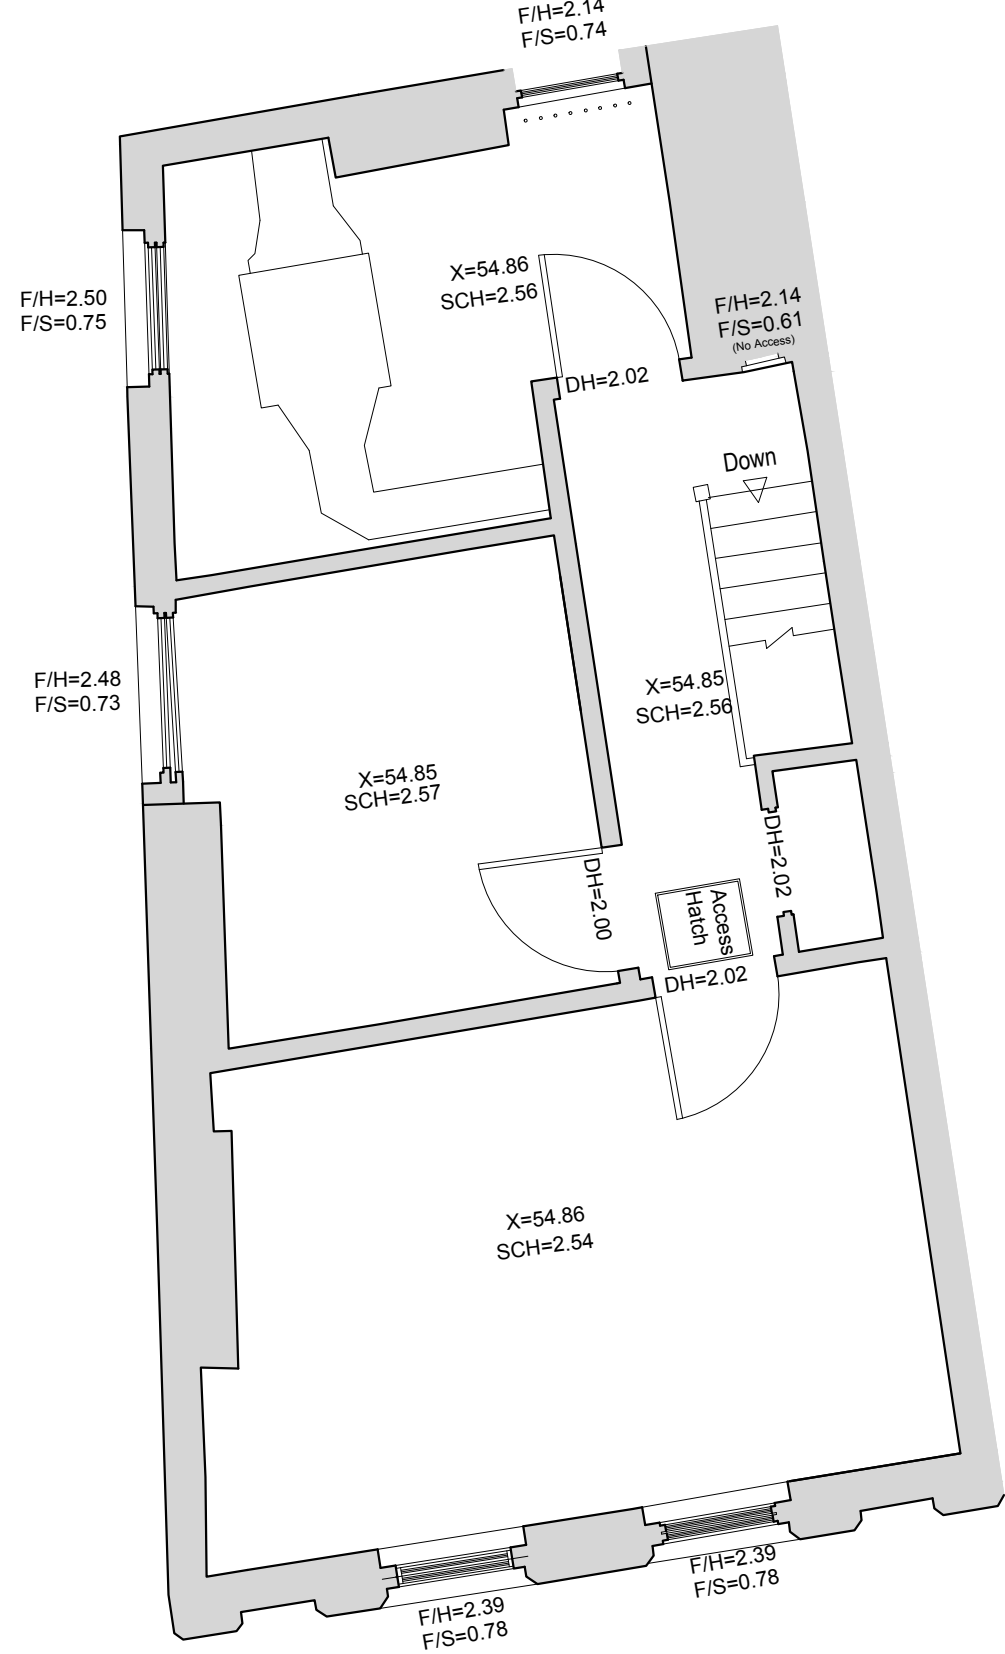 F/H=2.14
F/S=0.74
X=54.86
SCH=2.56
F/H=2.50
F/S=0.75
F/H=2.14
F/S=0.61
(No Access)
DH=2.02
Down
F/H=2.48
F/S=0.73
X=54.85
SCH=2.56
X=54.85
SCH=2.57
DH=2.02
DH=2.00
Access
Hatch
DH=2.02
X=54.86
SCH=2.54
F/H=2.39
F/S=0.78
F/H=2.39
F/S=0.78